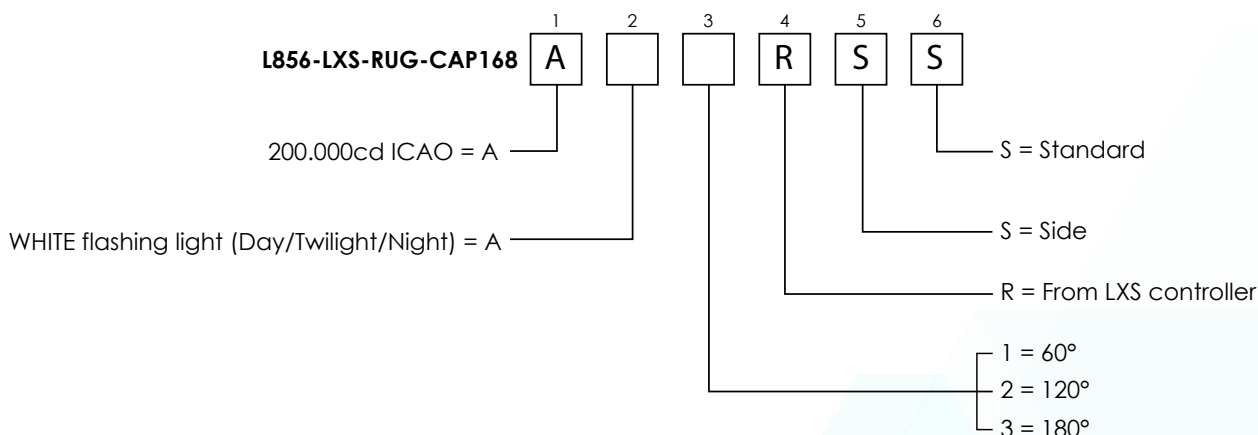 1 2 3 4 5 6
L856-LXS-RUG-CAP168 A R S S
200.000cd ICAO = A
S = Standard
WHITE flashing light (Day/Twilight/Night) = A
S = Side
R = From LXS controller
1 = 60°
2 = 120°
3 = 180°